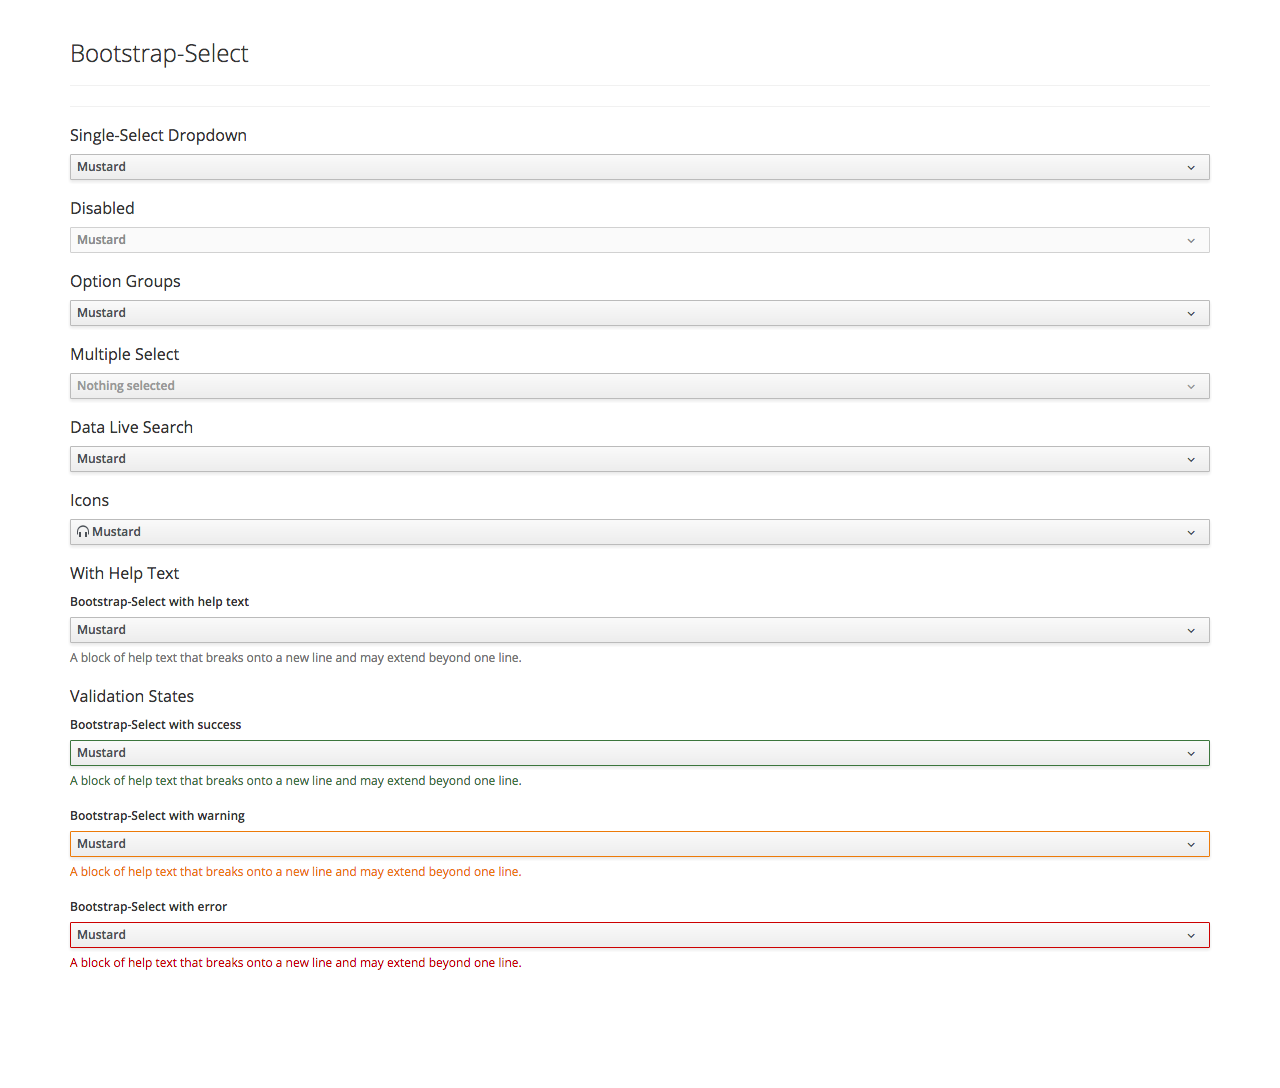 Bootstrap-Select
Single-Select Dropdown
Mustard
Disabled
Mustard
Option Groups
Mustard
Multiple Select
Nothing selected
Data Live Search
Mustard
Icons
Mustard
With Help Text
Bootstrap-Select with help text
Mustard
A block of help text that breaks onto a new line and may extend beyond one line.
Validation States
Bootstrap-Select with success
Mustard
A block of help text that breaks onto a new line and may extend beyond one line.
Bootstrap-Select with warning
Mustard
A block of help text that breaks onto a new line and may extend beyond one line.
Bootstrap-Select with error
Mustard
A block of help text that breaks onto a new line and may extend beyond one line.